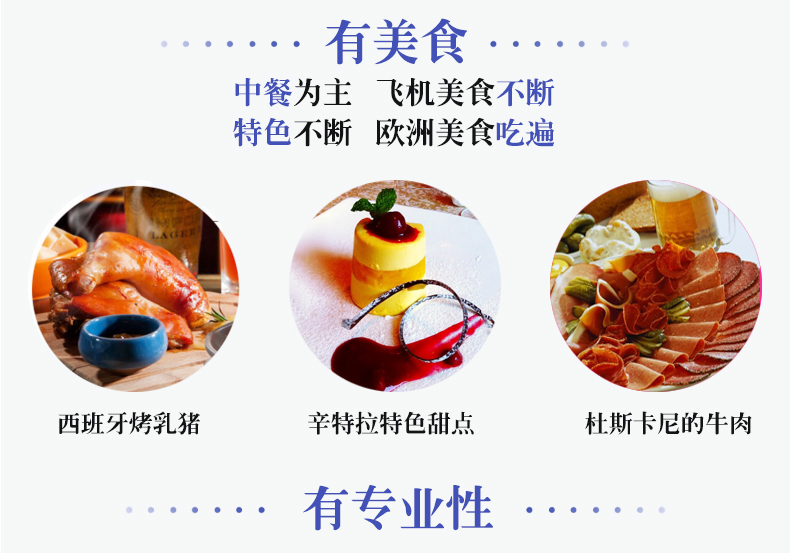 有美食
中餐为主 飞机美食不断
特色不断 欧洲美食吃遍
LAGER
西班牙烤乳猪
辛特拉特色甜点
杜斯卡尼的牛肉
有专业性